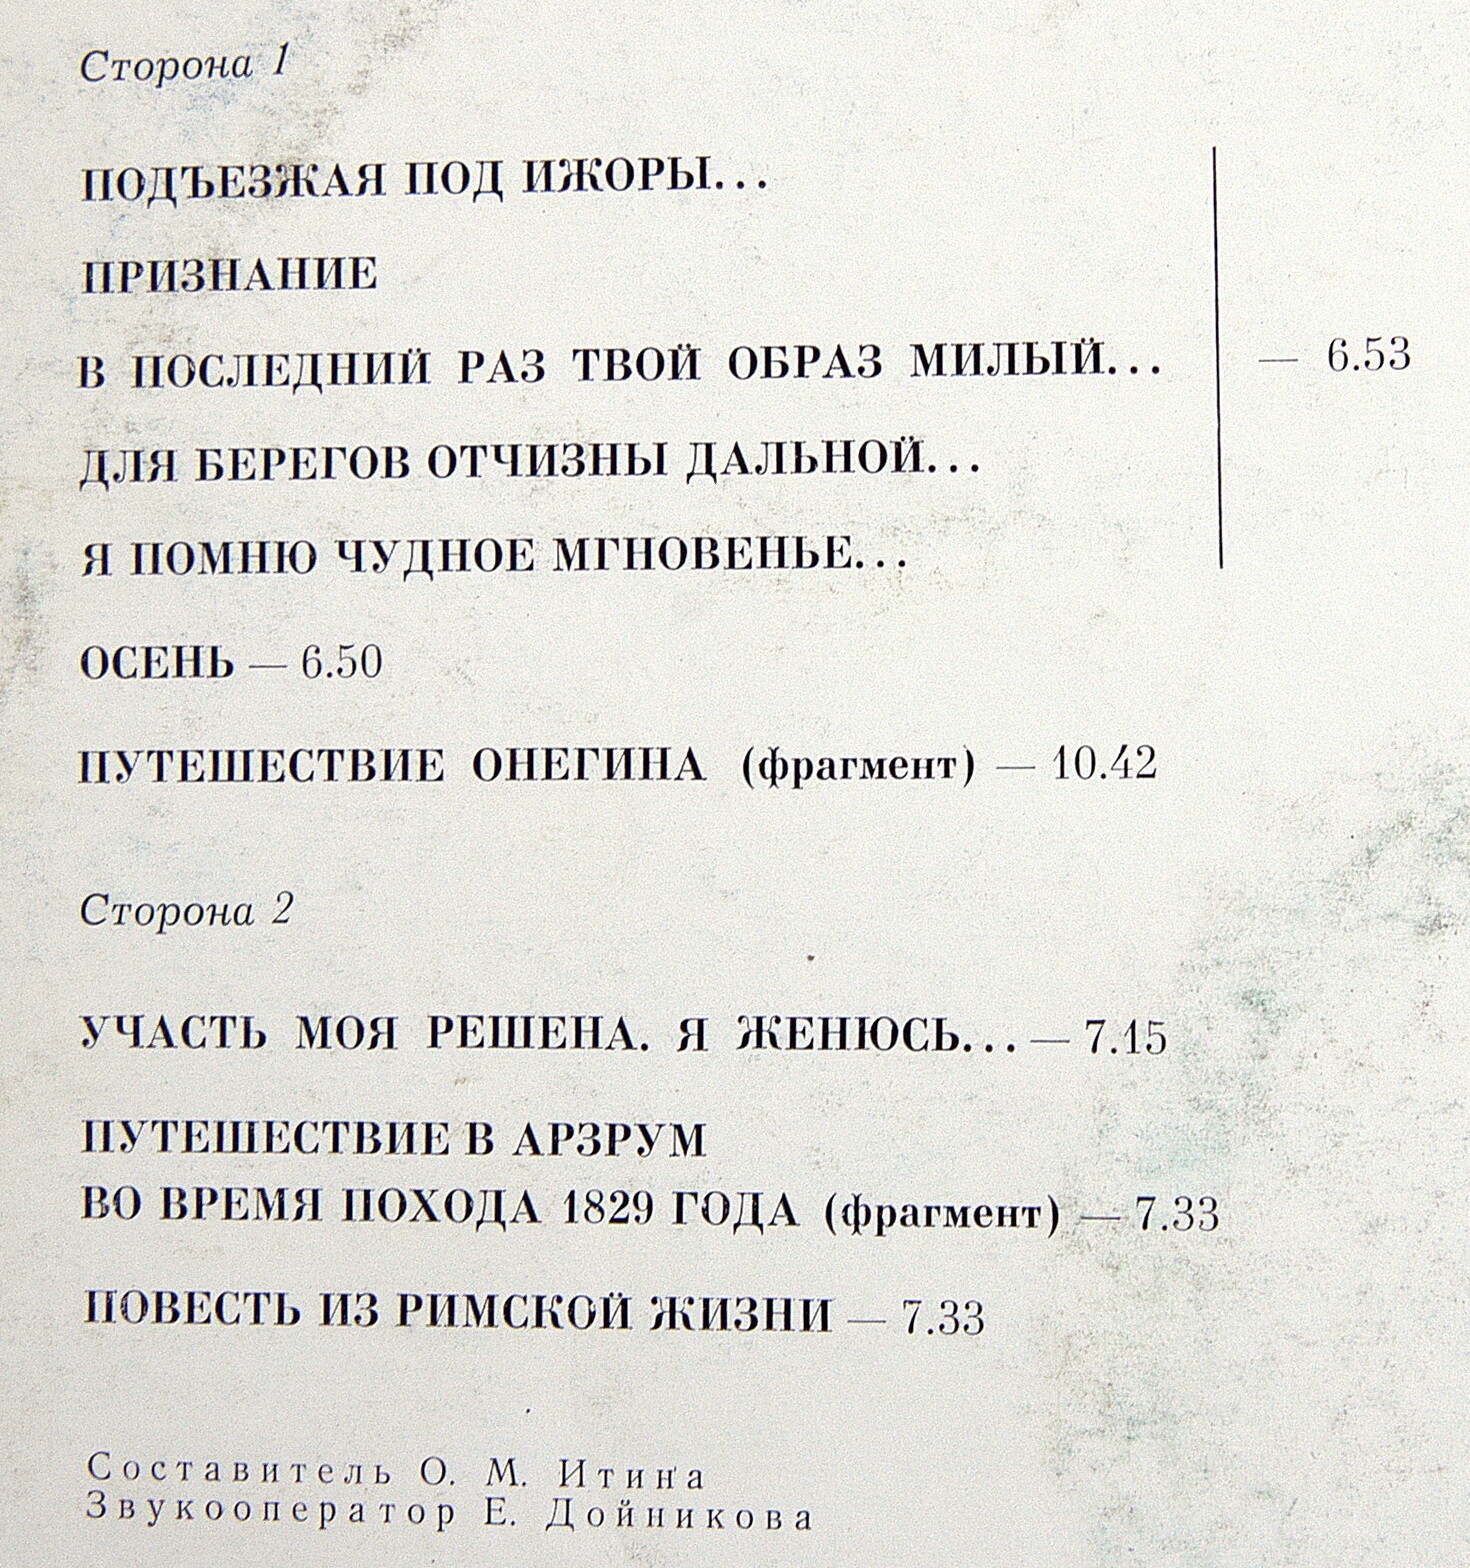 Сторона 1
ПОДЪЕЗЖАЯ ПОД ИЖОРЫ...
ПРИЗНАНИЕ
В ПОСЛЕДНИЙ РАЗ ТВОЙ ОБРАЗ МИЛЫЙ... — 6.53
ДЛЯ БЕРЕГОВ ОТЧИЗНЫ ДАЛЬНОЙ...
Я ПОМНЮ ЧУДНОЕ МГНОВЕНЬЕ...
ОСЕНЬ — 6.50
ПУТЕШЕСТВИЕ ОНЕГИНА (фрагмент) — 10.42
Сторона 2
УЧАСТЬ МОЯ РЕШЕНА. Я ЖЕНЮСЬ... — 7.15
ПУТЕШЕСТВИЕ В АРЗРУМ
ВО ВРЕМЯ ПОХОДА 1829 ГОДА (фрагмент) — 7.33
ПОВЕСТЬ ИЗ РИМСКОЙ ЖИЗНИ — 7.33
Составитель О. М. Итина
Звукооператор Е. Дойникова